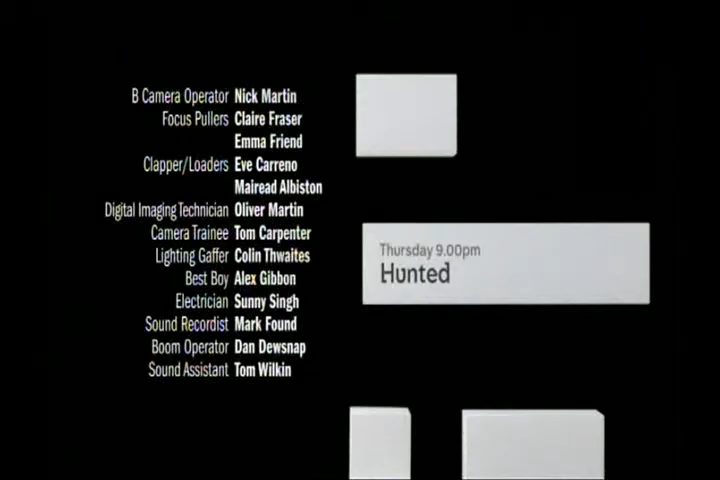 B Camera Operator Nick Martin
Focus Pullers Claire Fraser
Emma Friend
Clapper/Loaders Eve Carreno
Mairead Albiston
Digital Imaging Technician Oliver Martin
Camera Trainee Tom Carpenter
Lighting Gaffer Colin Thwaites
Best Boy Alex Gibbon
Electrician Sunny Singh
Sound Recordist Mark Found
Boom Operator Dan Dewsnap
Sound Assistant Tom Wilkin
Thursday 9.00pm
Hunted